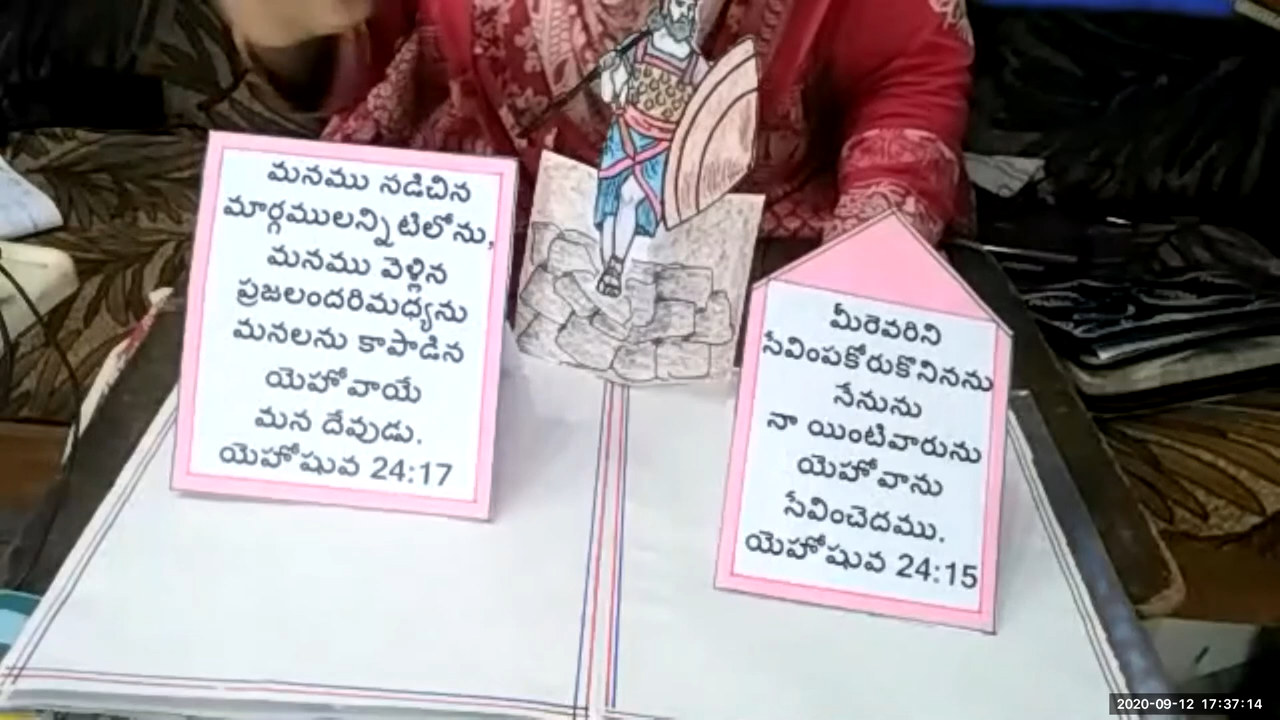 మనము నడిచిన
మార్గములన్నిటిలోను,
మనము వెళ్లిన
ప్రజలందరిమధ్యను
మనలను కాపాడిన
యెహోవాయే
మన దేవుడు.
యెహోషువ 24:17
మీరెవరిని
సేవింపకోరుకొనినను
నేనును
నా యింటివారును
యెహోవాను
సేవించెదము.
యెహోషువ 24:15
2020-09-12 17:37:14